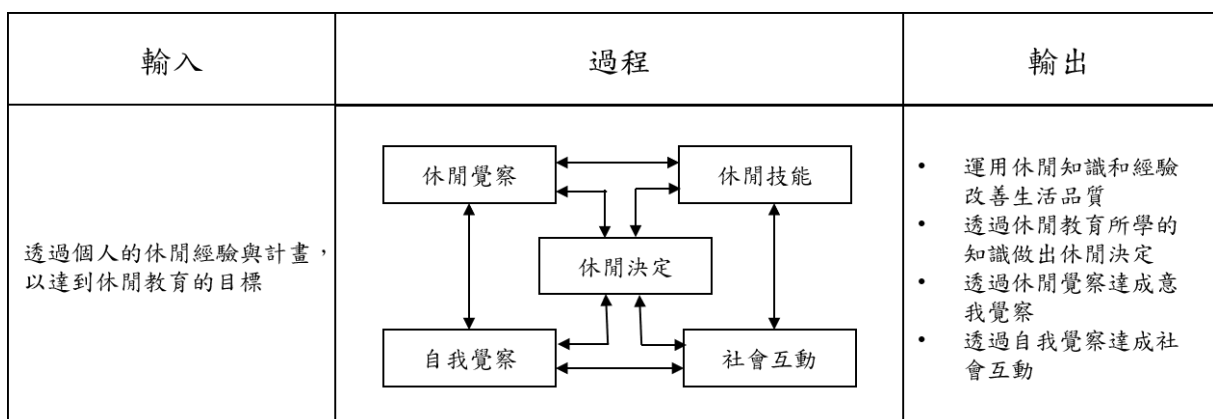 輸入
過程
輸出
透過個人的休閒經驗與計畫，
以達到休閒教育的目標
休閒覺察
休閒技能
休閒決定
自我覺察
社會互動
• 運用休閒知識和經驗
改善生活品質
• 透過休閒教育所學的
知識做出休閒決定
• 透過休閒覺察達成意
我覺察
• 透過自我覺察達成社
會互動